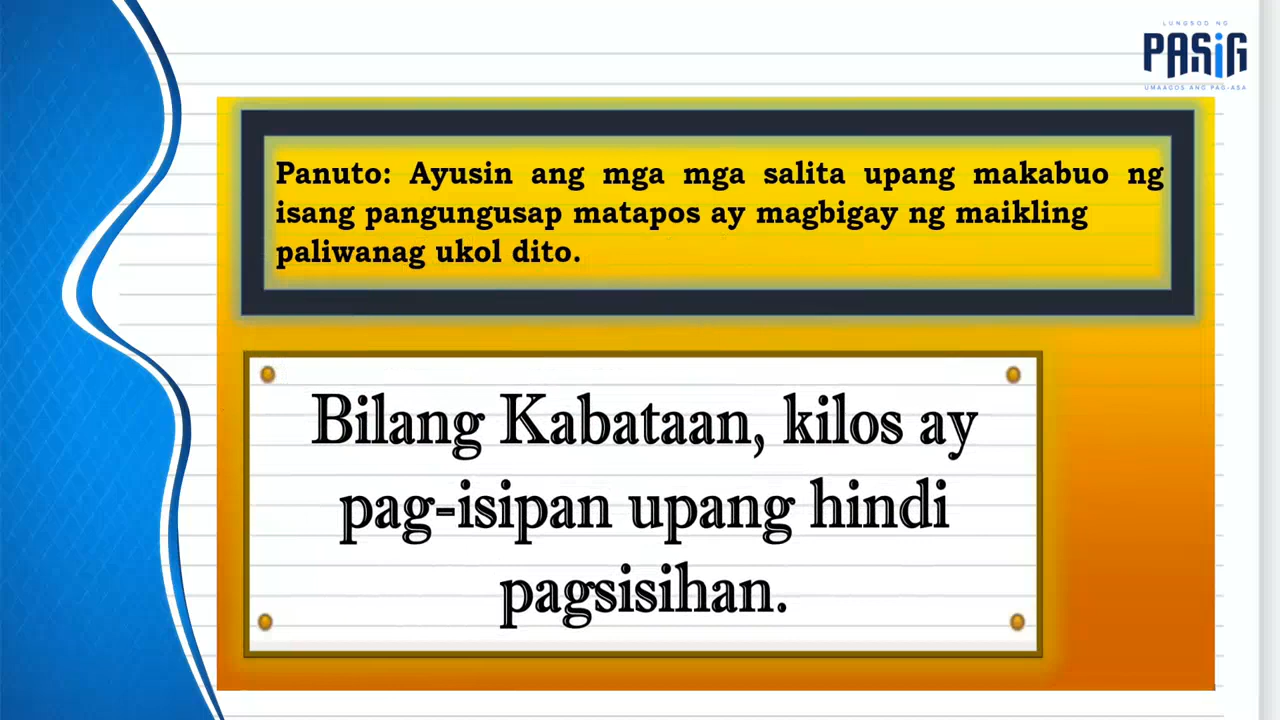 LUNGSOD NG
PASiG
UMAAGOS ANG PAG-ASA
Panuto: Ayusin ang mga mga salita upang makabuo ng
isang pangungusap matapos ay magbigay ng maikling
paliwanag ukol dito.
Bilang Kabataan, kilos ay
pag-isipan upang hindi
pagsisihan.